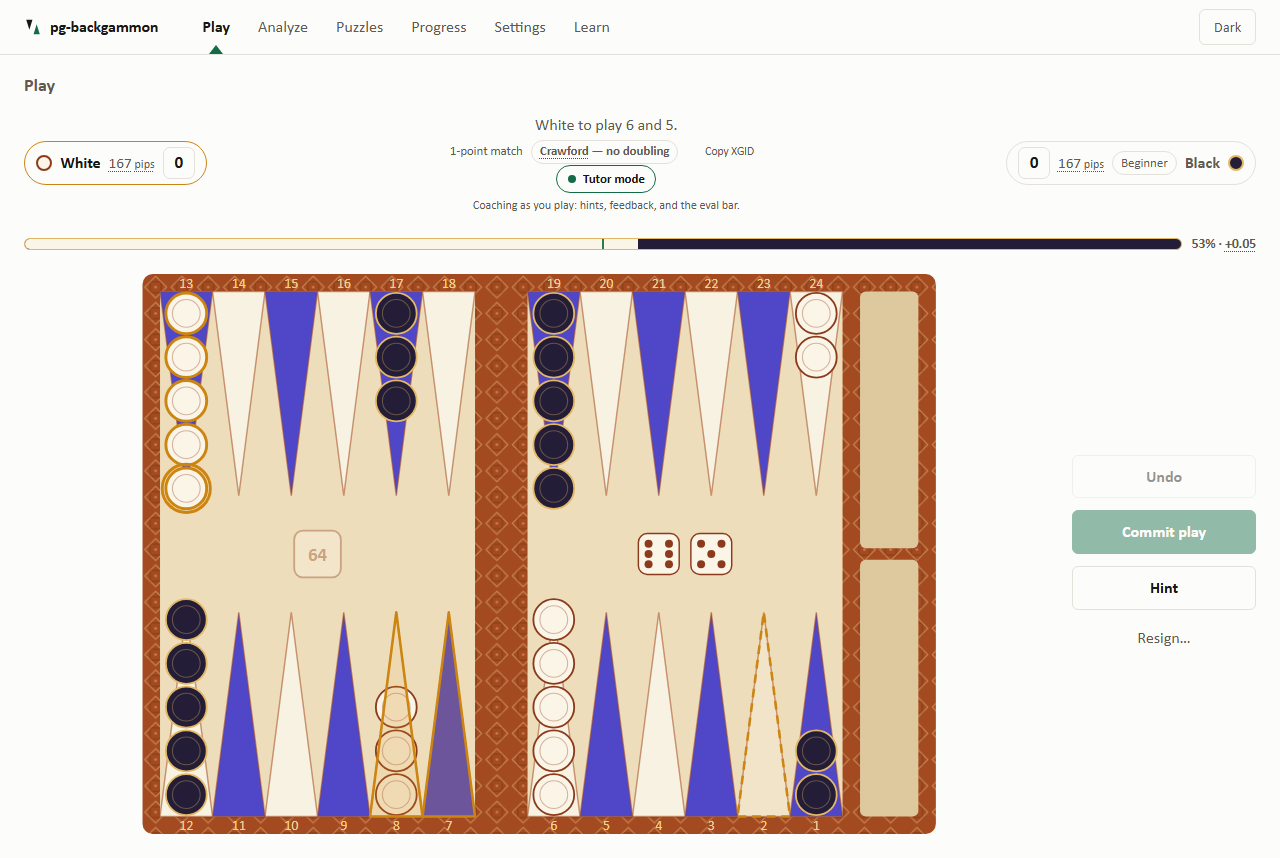 pg-backgammon Play Analyze Puzzles Progress Settings Learn Dark
Play
White to play 6 and 5.
White 167 pips 0
1-point match Crawford — no doubling Copy XGID
0 167 pips Beginner Black
Tutor mode
Coaching as you play: hints, feedback, and the eval bar.
53% · +0.05
13 14 15 16 17 18 19 20 21 22 23 24
64
Undo
Commit play
Hint
Resign...
12 11 10 9 8 7 6 5 4 3 2 1